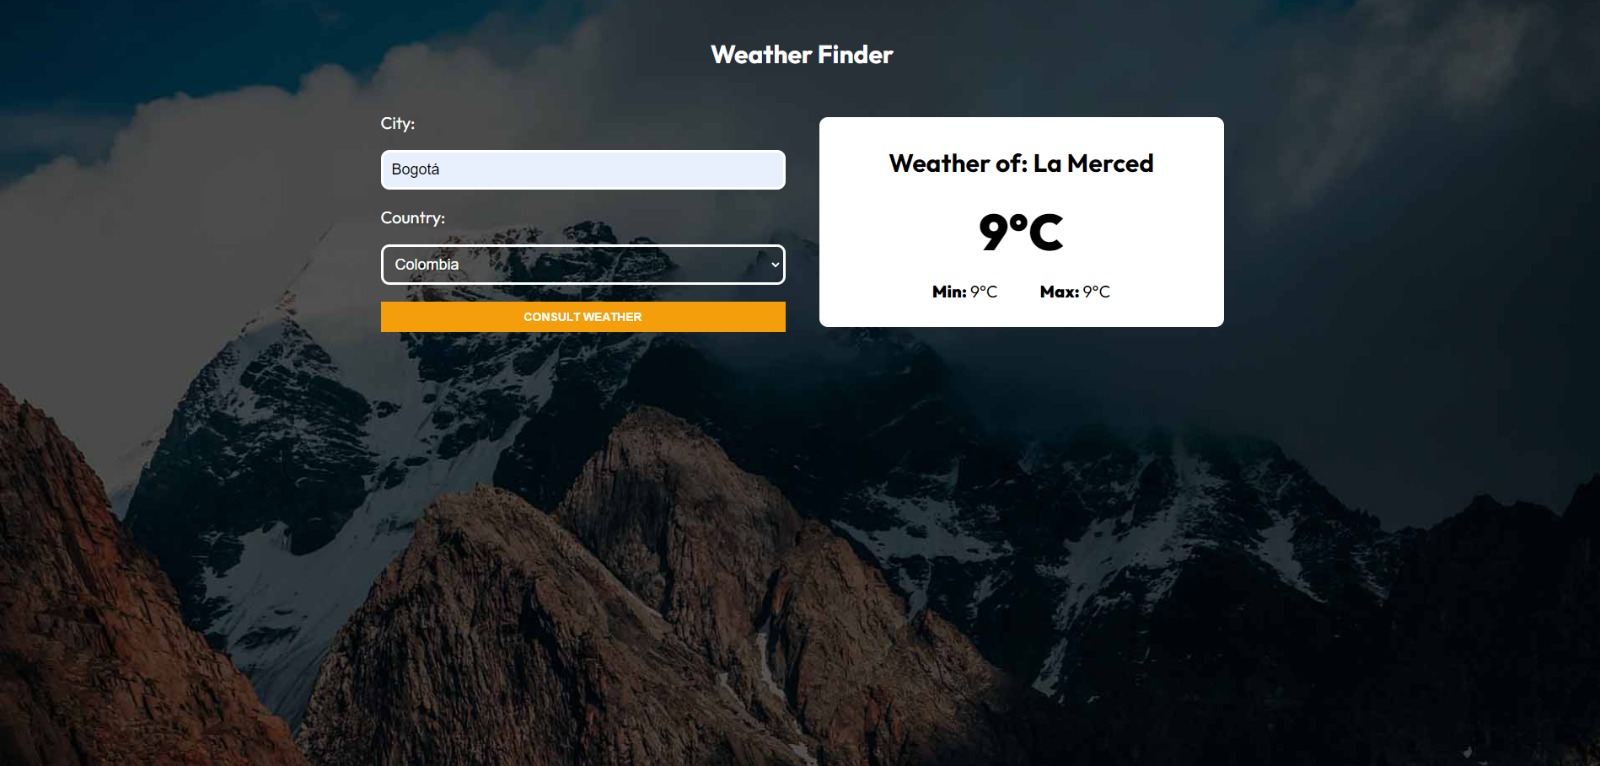 Weather Finder
City:
Bogotá
Country:
Colombia
CONSULT WEATHER
Weather of: La Merced
9°C
Min: 9°C Max: 9°C